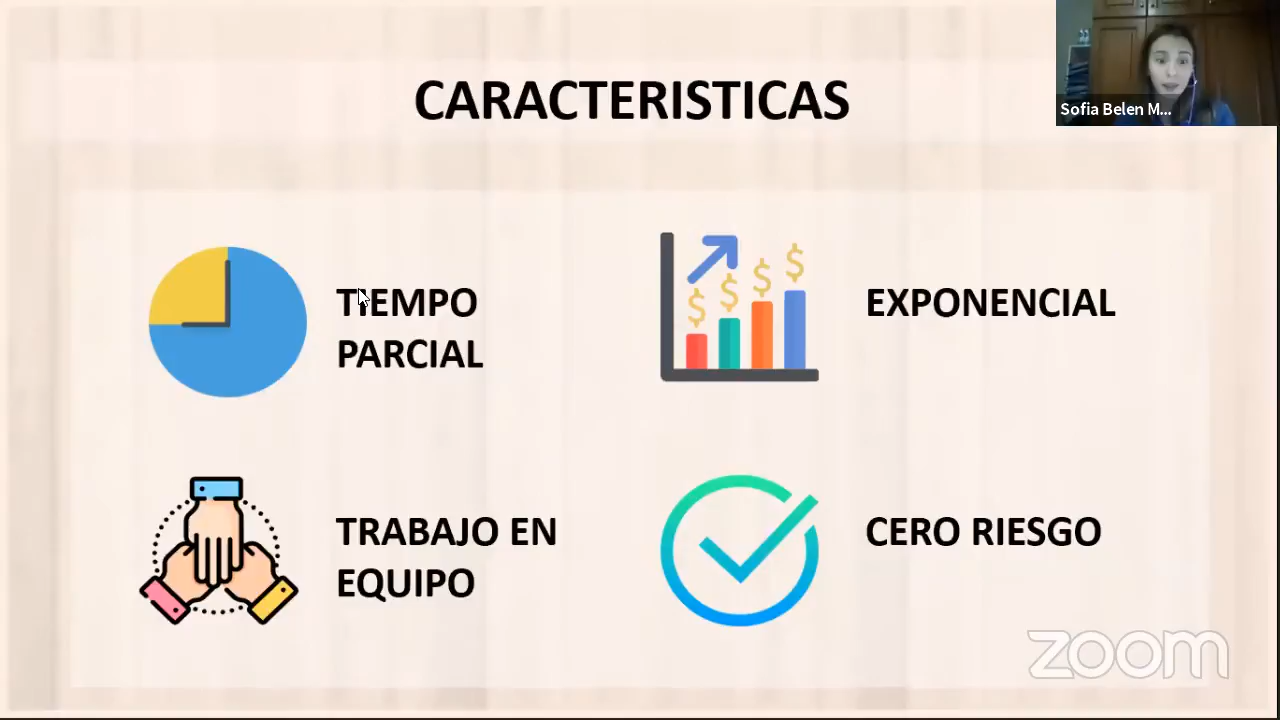 CARACTERISTICAS
Sofia Belen M...
TIEMPO
PARCIAL
EXPONENCIAL
$ $ $ $
TRABAJO EN
EQUIPO
CERO RIESGO
zoom